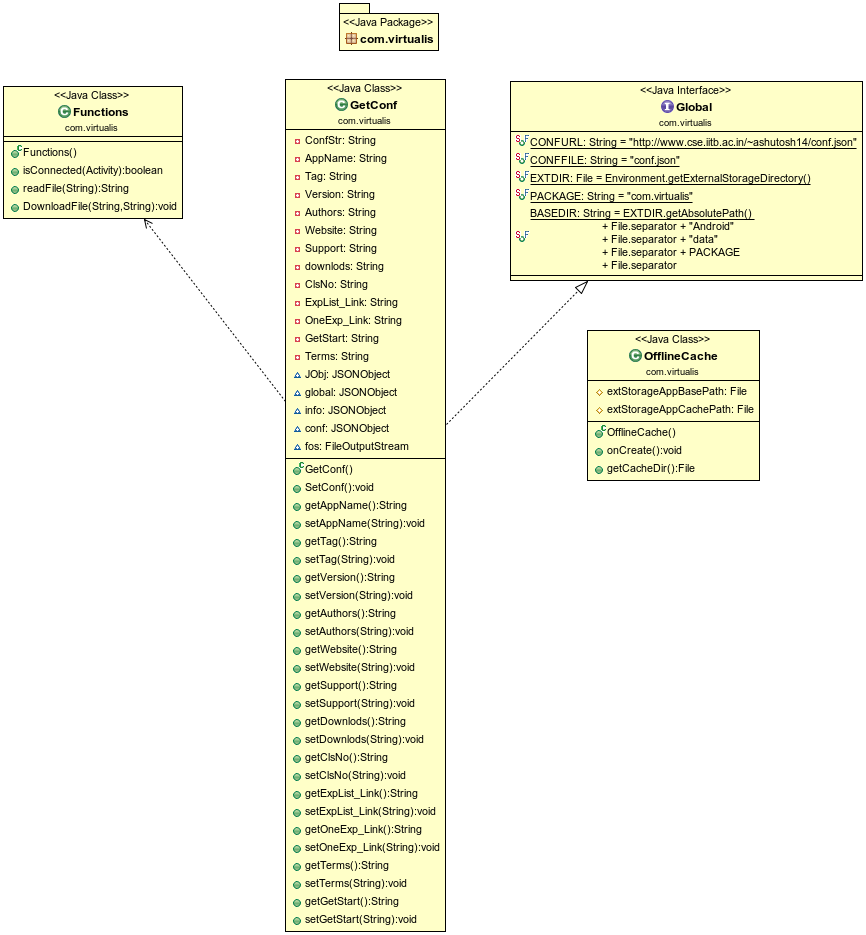 <<Java Package>>
com.virtualis
<<Java Class>>
Functions
com.virtualis
Functions()
isConnected(Activity):boolean
readFile(String):String
DownloadFile(String,String):void
<<Java Class>>
GetConf
com.virtualis
ConfStr: String
AppName: String
Tag: String
Version: String
Authors: String
Website: String
Support: String
downlods: String
ClsNo: String
ExpList_Link: String
OneExp_Link: String
GetStart: String
Terms: String
JObj: JSONObject
global: JSONObject
info: JSONObject
conf: JSONObject
fos: FileOutputStream
GetConf()
SetConf():void
getAppName():String
setAppName(String):void
getTag():String
setTag(String):void
getVersion():String
setVersion(String):void
getAuthors():String
setAuthors(String):void
getWebsite():String
setWebsite(String):void
getSupport():String
setSupport(String):void
getDownlods():String
setDownlods(String):void
getClsNo():String
setClsNo(String):void
getExpList_Link():String
setExpList_Link(String):void
getOneExp_Link():String
setOneExp_Link(String):void
getTerms():String
setTerms(String):void
getGetStart():String
setGetStart(String):void
<<Java Interface>>
Global
com.virtualis
CONFURL: String = "http://www.cse.iitb.ac.in/~ashutosh14/conf.json"
CONFFILE: String = "conf.json"
EXTDIR: File = Environment.getExternalStorageDirectory()
PACKAGE: String = "com.virtualis"
BASEDIR: String = EXTDIR.getAbsolutePath()
+ File.separator + "Android"
+ File.separator + "data"
+ File.separator + PACKAGE
+ File.separator
<<Java Class>>
OfflineCache
com.virtualis
extStorageAppBasePath: File
extStorageAppCachePath: File
OfflineCache()
onCreate():void
getCacheDir():File